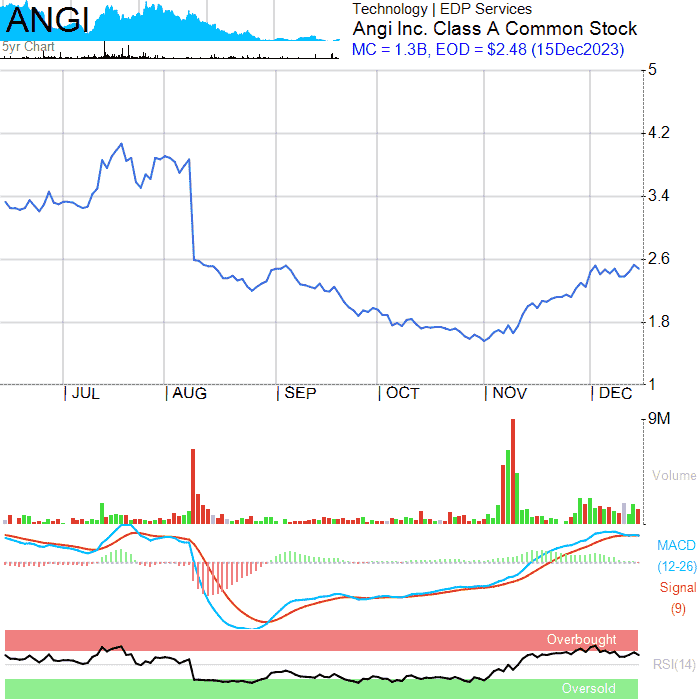 ANGI
5yr Chart
Technology | EDP Services
Angi Inc. Class A Common Stock
MC = 1.3B, EOD = $2.48 (15Dec2023)
5
4.2
3.4
2.6
1.8
1
| JUL | AUG | SEP | OCT | NOV | DEC
9M
Volume
MACD
(12-26)
Signal
(9)
Overbought
RSI(14)
Oversold